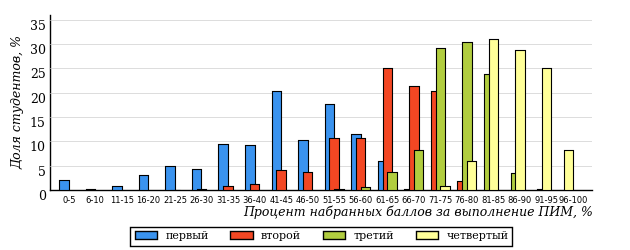 Доля студентов, %
35
30
25
20
15
10
5
0
0-5 6-10 11-15 16-20 21-25 26-30 31-35 36-40 41-45 46-50 51-55 56-60 61-65 66-70 71-75 76-80 81-85 86-90 91-95 96-100
Процент набранных баллов за выполнение ПИМ, %
первый второй третий четвертый